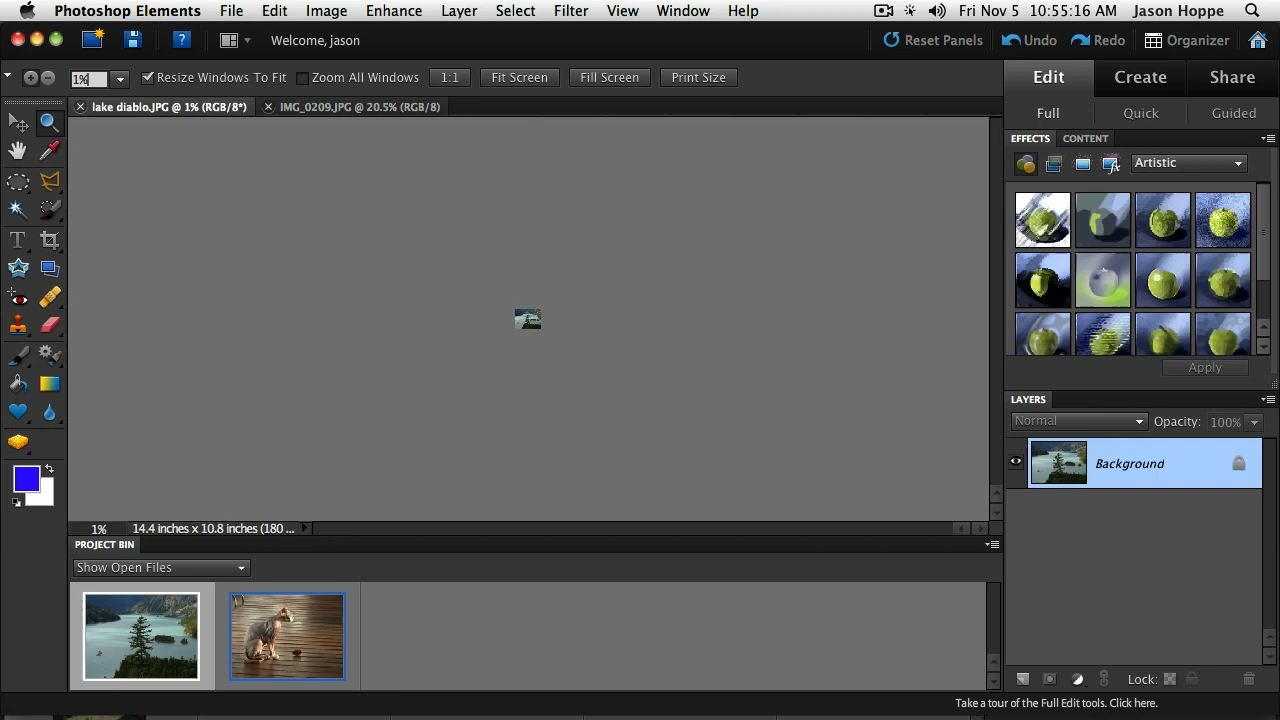 Photoshop Elements File Edit Image Enhance Layer Select Filter View Window Help Fri Nov 5 10:55:16 AM Jason Hoppe
Welcome, jason Reset Panels Undo Redo Organizer
1% Resize Windows To Fit Zoom All Windows 1:1 Fit Screen Fill Screen Print Size Edit Create Share
lake diablo.JPG @ 1% (RGB/8*) IMG_0209.JPG @ 20.5% (RGB/8) Full Quick Guided
EFFECTS CONTENT
Artistic
Apply
LAYERS
Normal Opacity: 100%
Background
1% 14.4 inches x 10.8 inches (180 ...
PROJECT BIN
Show Open Files
Lock:
Take a tour of the Full Edit tools. Click here.